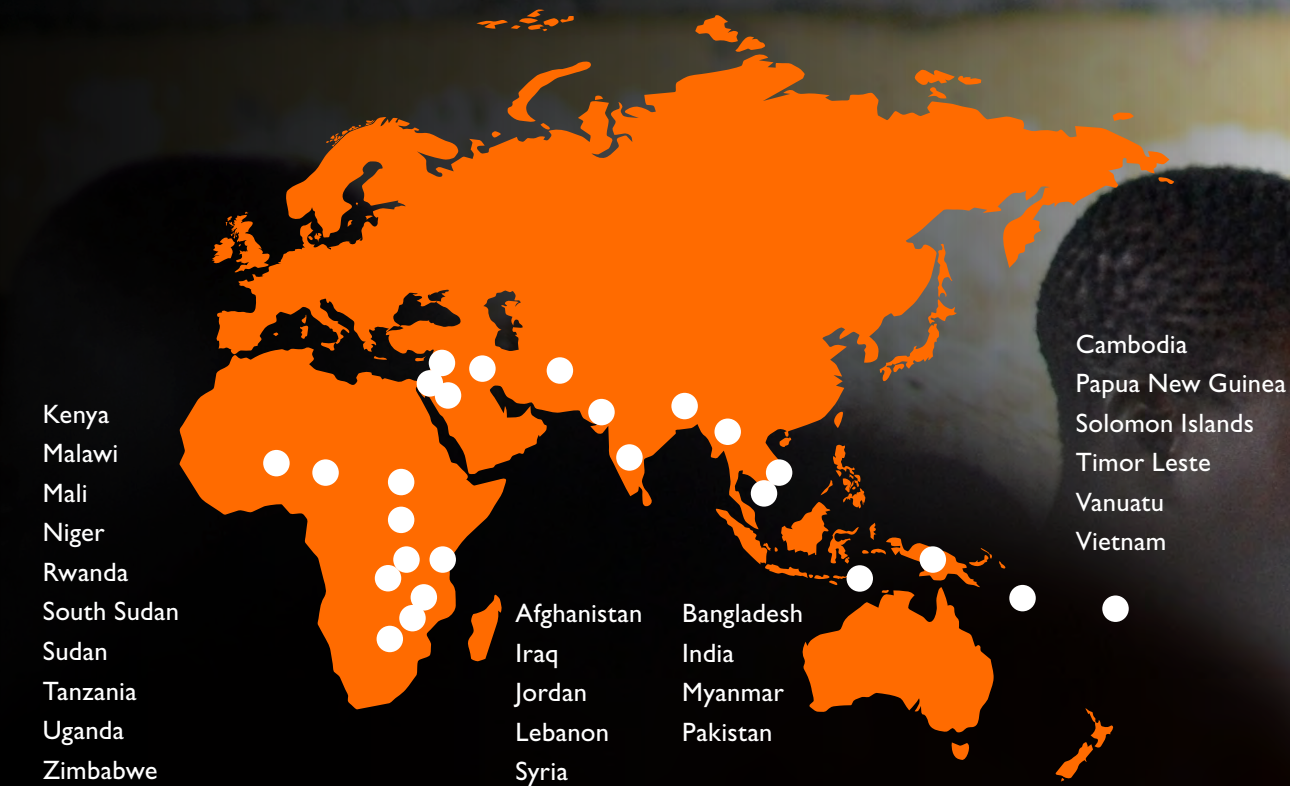 Kenya
Malawi
Mali
Niger
Rwanda
South Sudan
Sudan
Tanzania
Uganda
Zimbabwe
Afghanistan
Iraq
Jordan
Lebanon
Syria
Bangladesh
India
Myanmar
Pakistan
Cambodia
Papua New Guinea
Solomon Islands
Timor Leste
Vanuatu
Vietnam